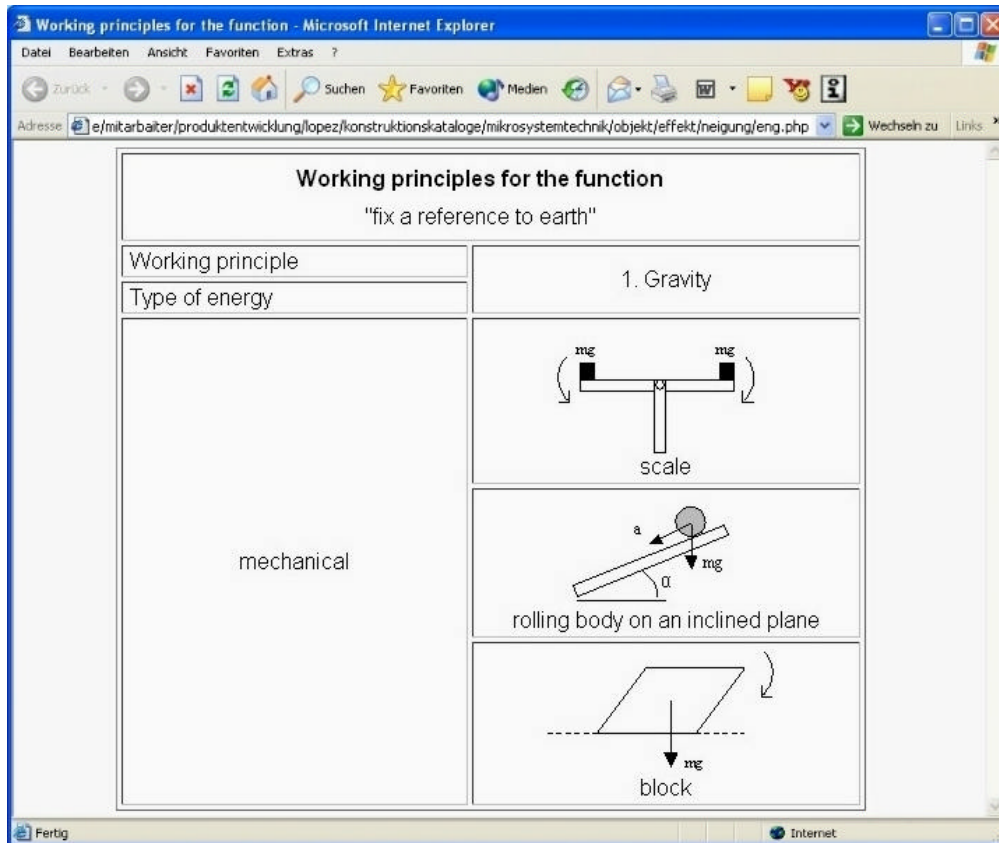 Working principles for the function - Microsoft Internet Explorer
Datei Bearbeiten Ansicht Favoriten Extras ?
Zurück Suchen Favoriten Medien
Adresse e/mitarbaiter/produktentwicklung/lopez/konstruktionskataloge/mikrosystemtechnik/objekt/effekt/neigung/eng.php Wechseln zu Links
Working principles for the function
"fix a reference to earth"
Working principle
1. Gravity
Type of energy
mechanical
mg mg
scale
a
mg
α
rolling body on an inclined plane
mg
block
Fertig Internet